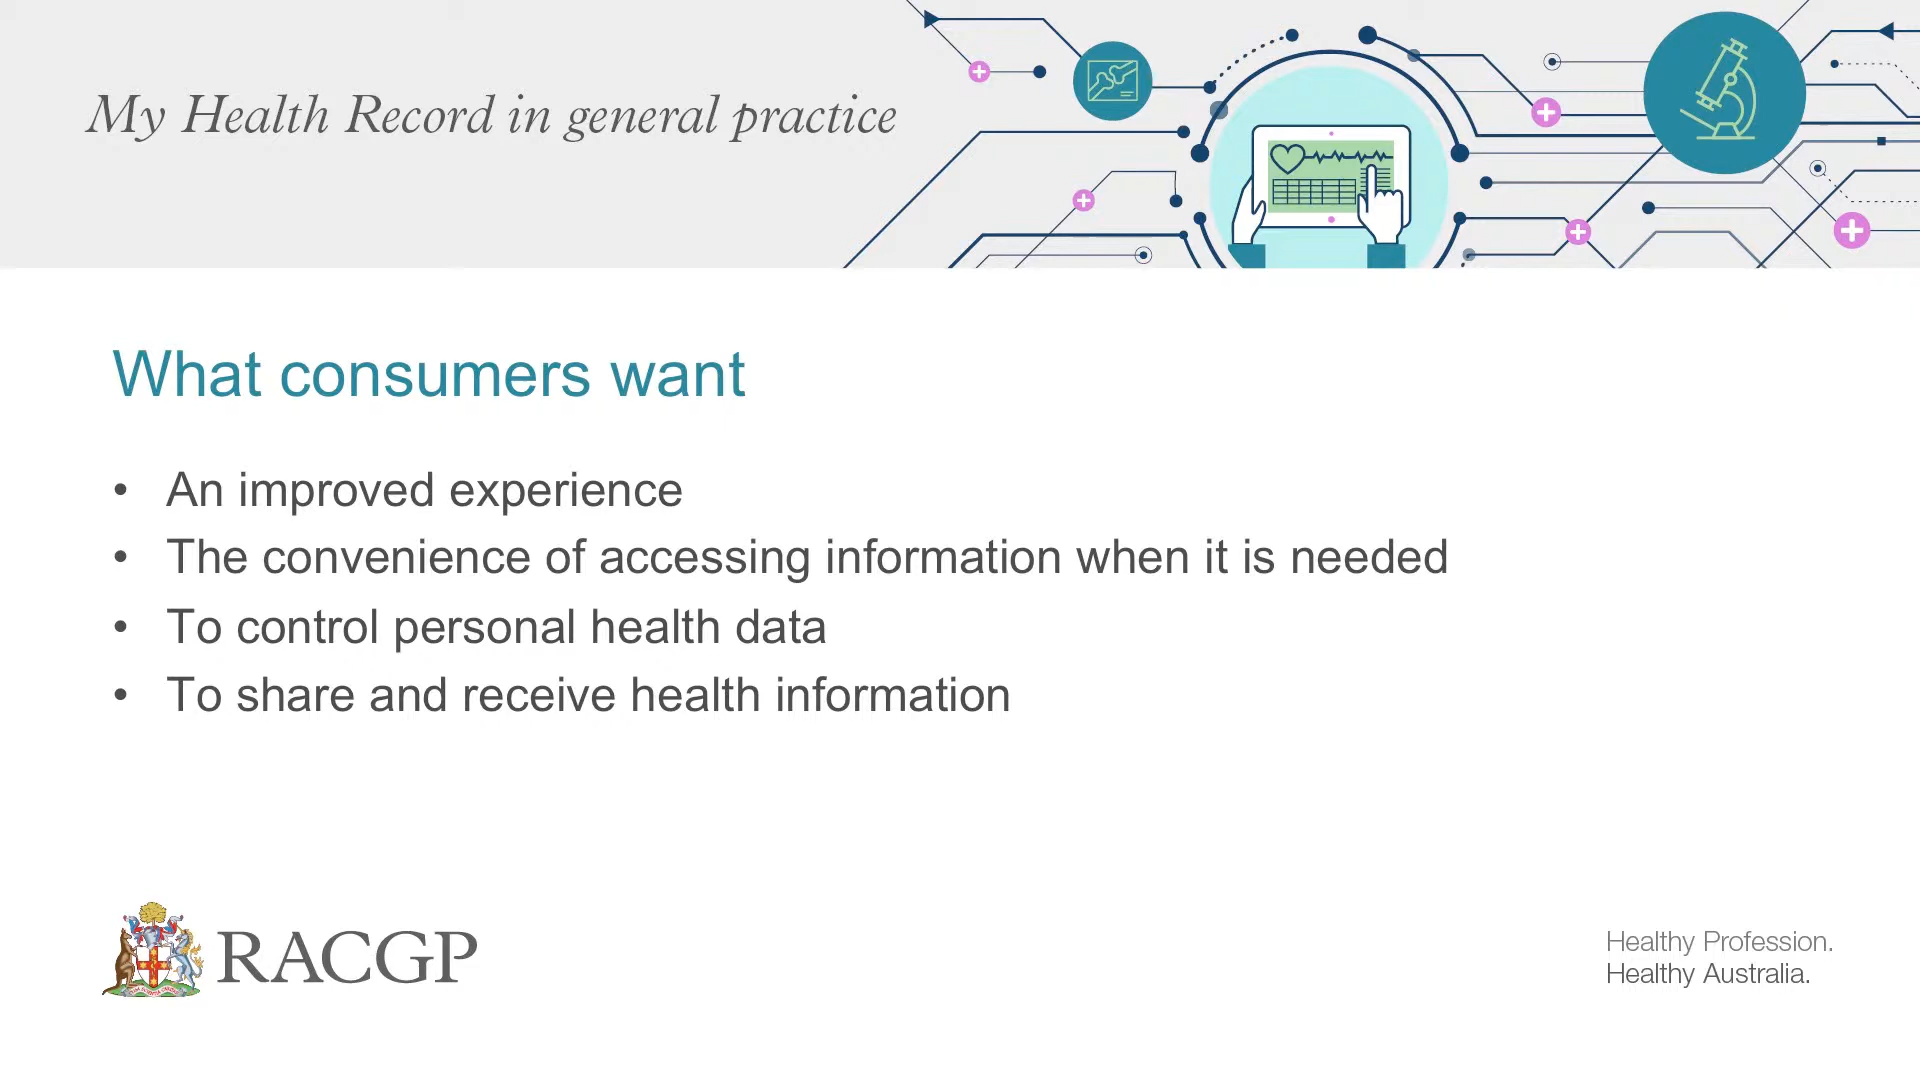 My Health Record in general practice
What consumers want
• An improved experience
• The convenience of accessing information when it is needed
• To control personal health data
• To share and receive health information
RACGP
Healthy Profession.
Healthy Australia.